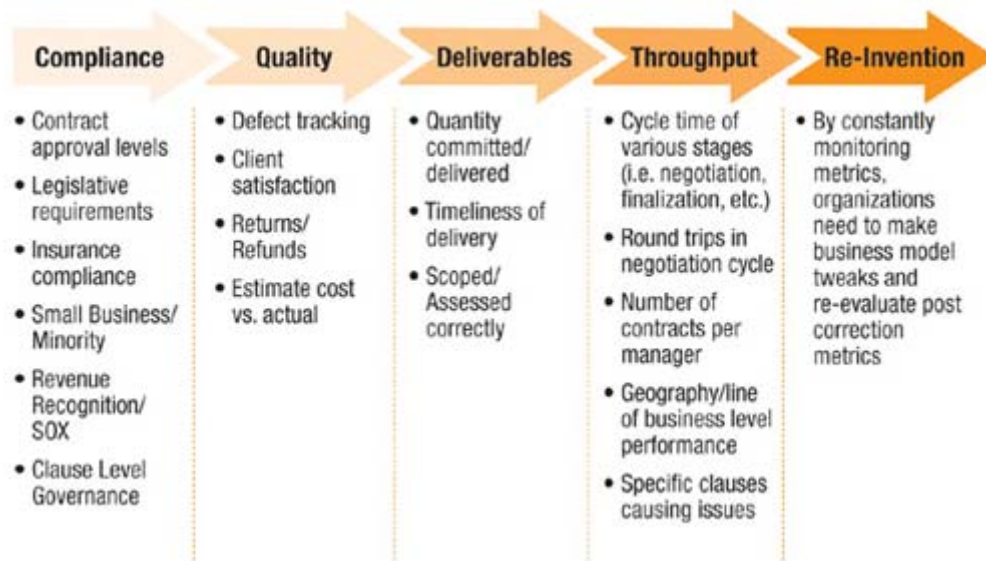 Compliance
Quality
Deliverables
Throughput
Re-Invention
• Contract
approval levels
• Legislative
requirements
• Insurance
compliance
• Small Business/
Minority
• Revenue
Recognition/
SOX
• Clause Level
Governance
• Defect tracking
• Client
satisfaction
• Returns/
Refunds
• Estimate cost
vs. actual
• Quantity
committed/
delivered
• Timeliness of
delivery
• Scoped/
Assessed
correctly
• Cycle time of
various stages
(i.e. negotiation,
finalization, etc.)
• Round trips in
negotiation cycle
• Number of
contracts per
manager
• Geography/line
of business level
performance
• Specific clauses
causing issues
• By constantly
monitoring
metrics,
organizations
need to make
business model
tweaks and
re-evaluate post
correction
metrics